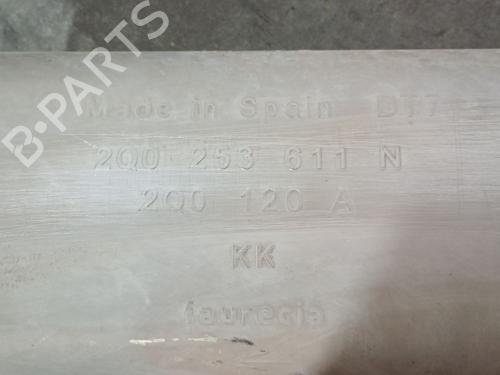 B-PARTS
Made in Spain DT7
2Q0 253 611 N
2Q0 120 A
KK
faurecia